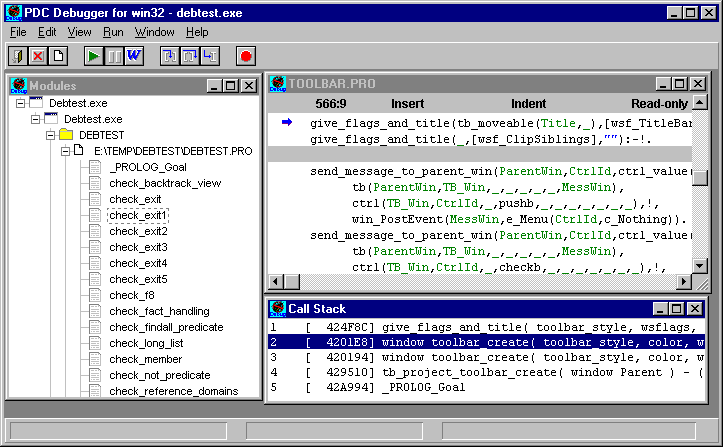 PDC Debugger for win32 - debtest.exe
File Edit View Run Window Help
W
Modules
Debtest.exe
Debtest.exe
DEBTEST
E:\TEMP\DEBTEST\DEBTEST.PRO
_PROLOG_Goal
check_backtrack_view
check_exit
check_exit1
check_exit2
check_exit3
check_exit4
check_exit5
check_f8
check_fact_handling
check_findall_predicate
check_long_list
check_member
check_not_predicate
check_reference_domains
TOOLBAR.PRO
566:9 Insert Indent Read-only
give_flags_and_title(tb_moveable(Title,_),[wsf_TitleBar
give_flags_and_title(_,[wsf_ClipSiblings],""):-!.
send_message_to_parent_win(ParentWin,CtrlId,ctrl_value(
tb(ParentWin,TB_Win,_,_,_,_,_,MessWin),
ctrl(TB_Win,CtrlId,_,pushb,_,_,_,_,_,_,_,_),!,
win_PostEvent(MessWin,e_Menu(CtrlId,c_Nothing)).
send_message_to_parent_win(ParentWin,CtrlId,ctrl_value(
tb(ParentWin,TB_Win,_,_,_,_,_,MessWin),
ctrl(TB_Win,CtrlId,_,checkb,_,_,_,_,_,_,_),!,
Call Stack
1 [ 424F8C] give_flags_and_title( toolbar_style, wsflags,
2 [ 4201E8] window toolbar_create( toolbar_style, color, w
3 [ 420194] window toolbar_create( toolbar_style, color, w
4 [ 429510] tb_project_toolbar_create( window Parent ) - (
5 [ 42A994] _PROLOG_Goal